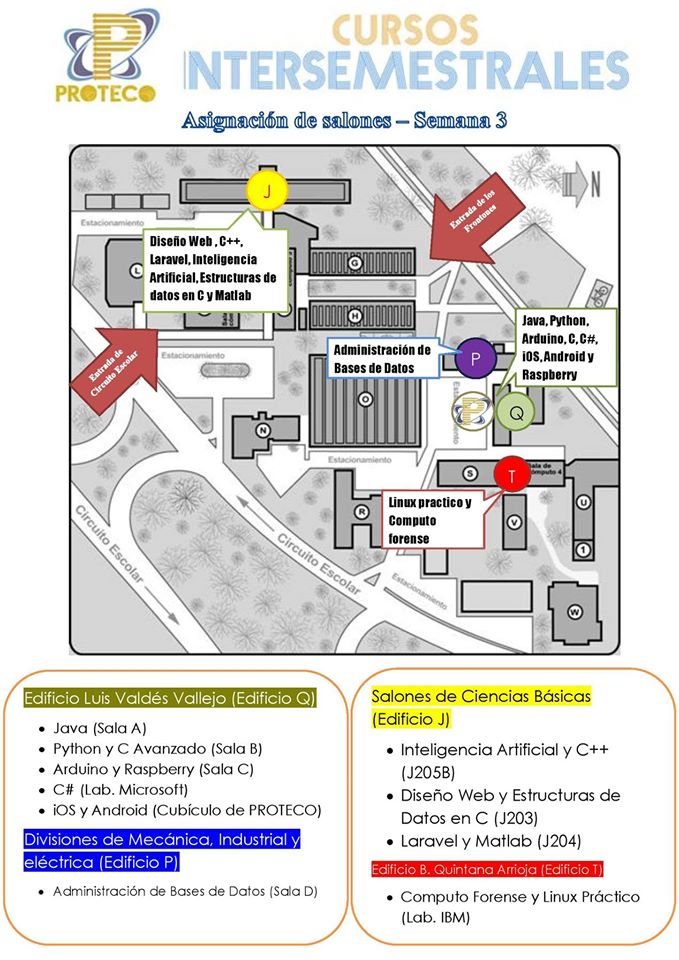 CURSOS
INTERSEMESTRALES
PROTECO
Asignación de salones – Semana 3
J
N
Entrada de los
Frontones
Estacionamiento
Diseño Web , C++,
Laravel, Inteligencia
Artificial, Estructuras de
datos en C y Matlab
L
G
H
Java, Python,
Arduino, C, C#,
iOS, Android y
Raspberry
Entrada de
Circuito Escolar
Estacionamiento
Administración de
Bases de Datos
P
O
Estacionamiento
Q
N
Estacionamiento
S
T
Sala de
cómputo 4
Linux practico y
Computo
forense
R
V
U
1
Circuito Escolar
Circuito Escolar
Estacionamiento
W
Edificio Luis Valdés Vallejo (Edificio Q)
• Java (Sala A)
• Python y C Avanzado (Sala B)
• Arduino y Raspberry (Sala C)
• C# (Lab. Microsoft)
• iOS y Android (Cubículo de PROTECO)
Divisiones de Mecánica, Industrial y
eléctrica (Edificio P)
• Administración de Bases de Datos (Sala D)
Salones de Ciencias Básicas
(Edificio J)
• Inteligencia Artificial y C++
(J205B)
• Diseño Web y Estructuras de
Datos en C (J203)
• Laravel y Matlab (J204)
Edificio B. Quintana Arrioja (Edificio T)
• Computo Forense y Linux Práctico
(Lab. IBM)